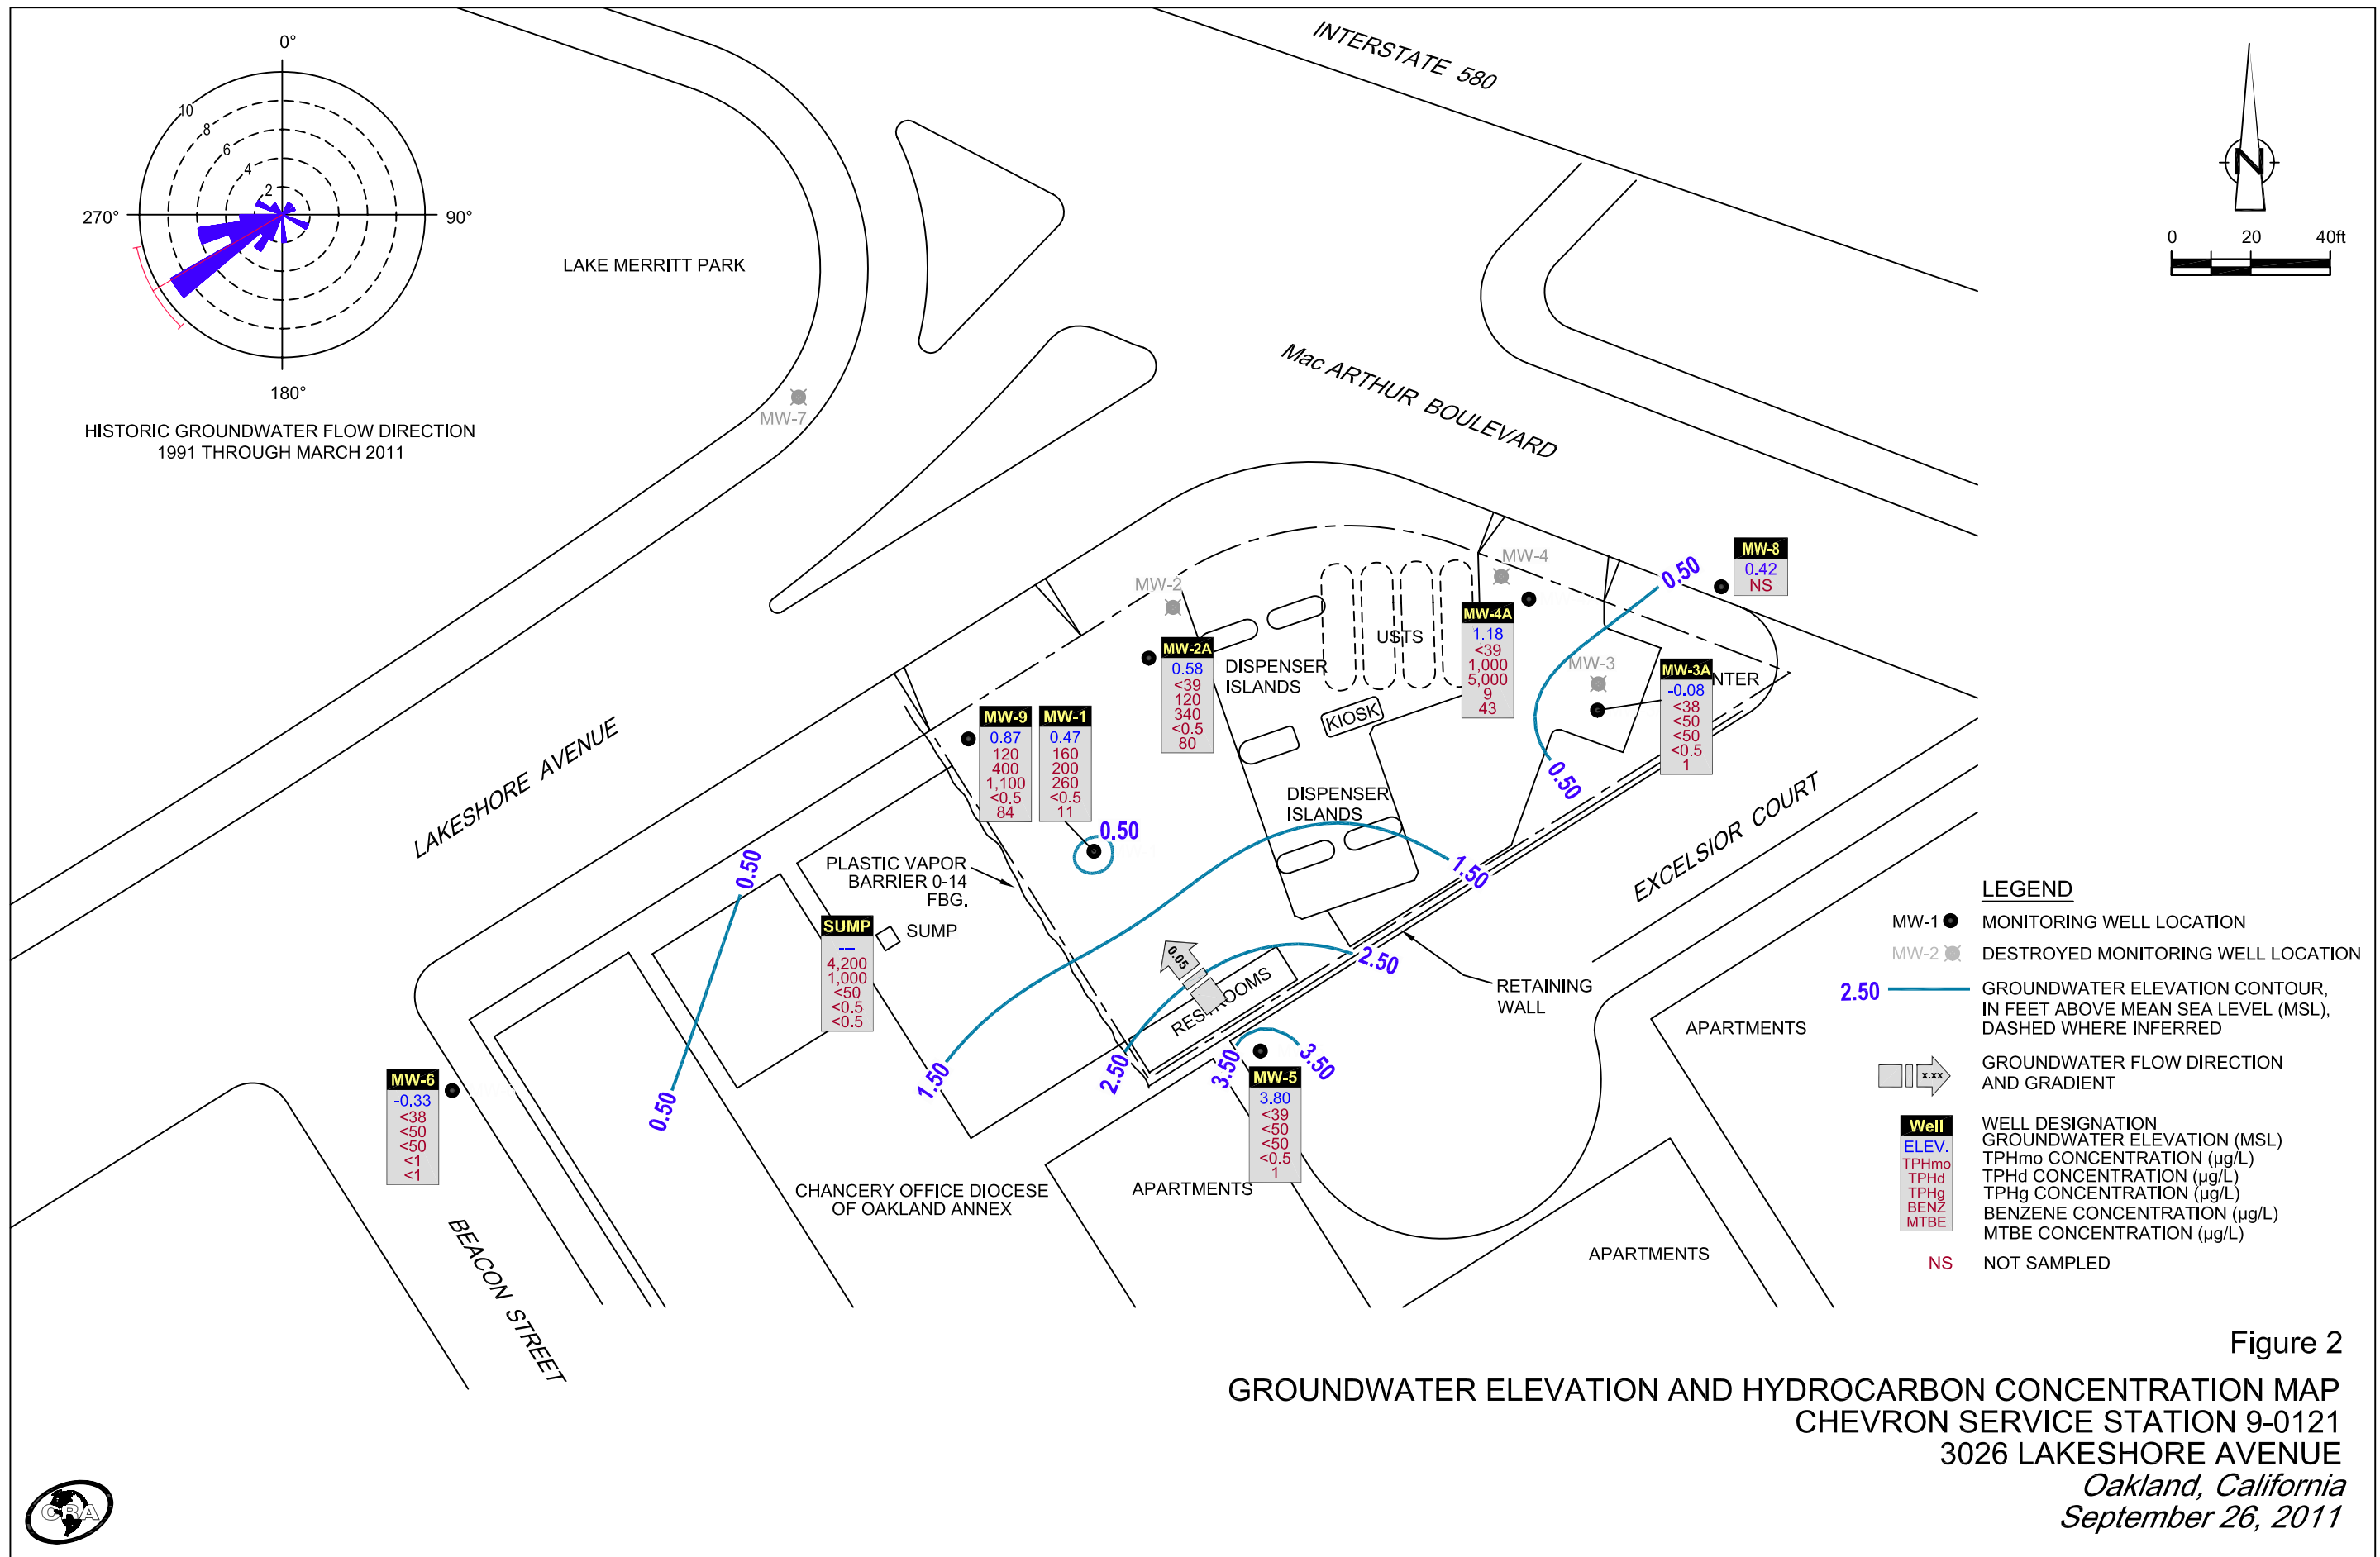 0°
10
8
6
4
2
270°
90°
180°
HISTORIC GROUNDWATER FLOW DIRECTION
1991 THROUGH MARCH 2011
INTERSTATE 580
N
0 20 40ft
LAKE MERRITT PARK
MW-7
Mac ARTHUR BOULEVARD
LAKESHORE AVENUE
EXCELSIOR COURT
BEACON STREET
MW-2
MW-4
MW-3
MW-8
0.42
NS
0.50
0.50
MW-4A
1.18
<39
1,000
5,000
9
43
USTS
MW-2A
0.58
<39
120
340
<0.5
80
DISPENSER
ISLANDS
KIOSK
MW-3A
-0.08
<38
<50
<50
<0.5
1
NTER
MW-9
0.87
120
400
1,100
<0.5
84
MW-1
0.47
160
200
260
<0.5
11
0.50
DISPENSER
ISLANDS
PLASTIC VAPOR
BARRIER 0-14
FBG.
0.50
0.50
SUMP
---
4,200
1,000
<50
<0.5
<0.5
SUMP
1.50
1.50
2.50
2.50
0.05
RESTROOMS
RETAINING
WALL
3.50
3.50
MW-5
3.80
<39
<50
<50
<0.5
1
MW-6
-0.33
<38
<50
<50
<1
<1
CHANCERY OFFICE DIOCESE
OF OAKLAND ANNEX
APARTMENTS
APARTMENTS
APARTMENTS
LEGEND
MW-1 MONITORING WELL LOCATION
MW-2 DESTROYED MONITORING WELL LOCATION
2.50 GROUNDWATER ELEVATION CONTOUR,
IN FEET ABOVE MEAN SEA LEVEL (MSL),
DASHED WHERE INFERRED
x.xx GROUNDWATER FLOW DIRECTION
AND GRADIENT
Well WELL DESIGNATION
ELEV. GROUNDWATER ELEVATION (MSL)
TPHmo TPHmo CONCENTRATION (µg/L)
TPHd TPHd CONCENTRATION (µg/L)
TPHg TPHg CONCENTRATION (µg/L)
BENZ BENZENE CONCENTRATION (µg/L)
MTBE MTBE CONCENTRATION (µg/L)
NS NOT SAMPLED
Figure 2
GROUNDWATER ELEVATION AND HYDROCARBON CONCENTRATION MAP
CHEVRON SERVICE STATION 9-0121
3026 LAKESHORE AVENUE
Oakland, California
September 26, 2011
CRA